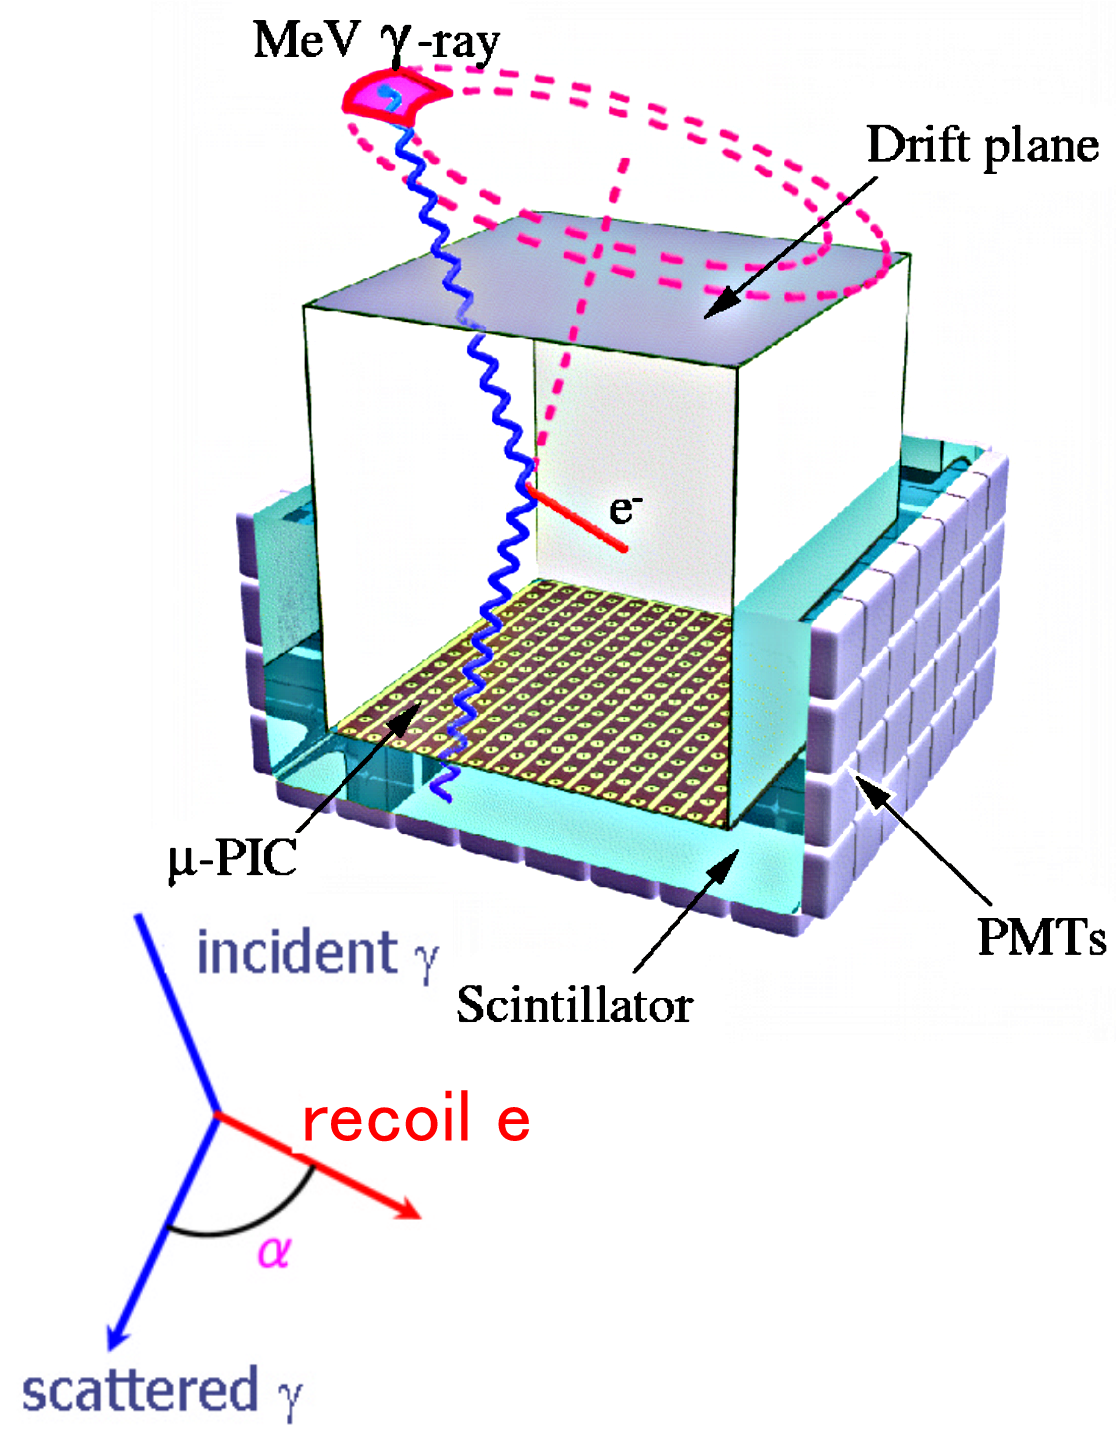 MeV γ-ray
Drift plane
e-
μ-PIC
PMTs
Scintillator
incident γ
recoil e
α
scattered γ